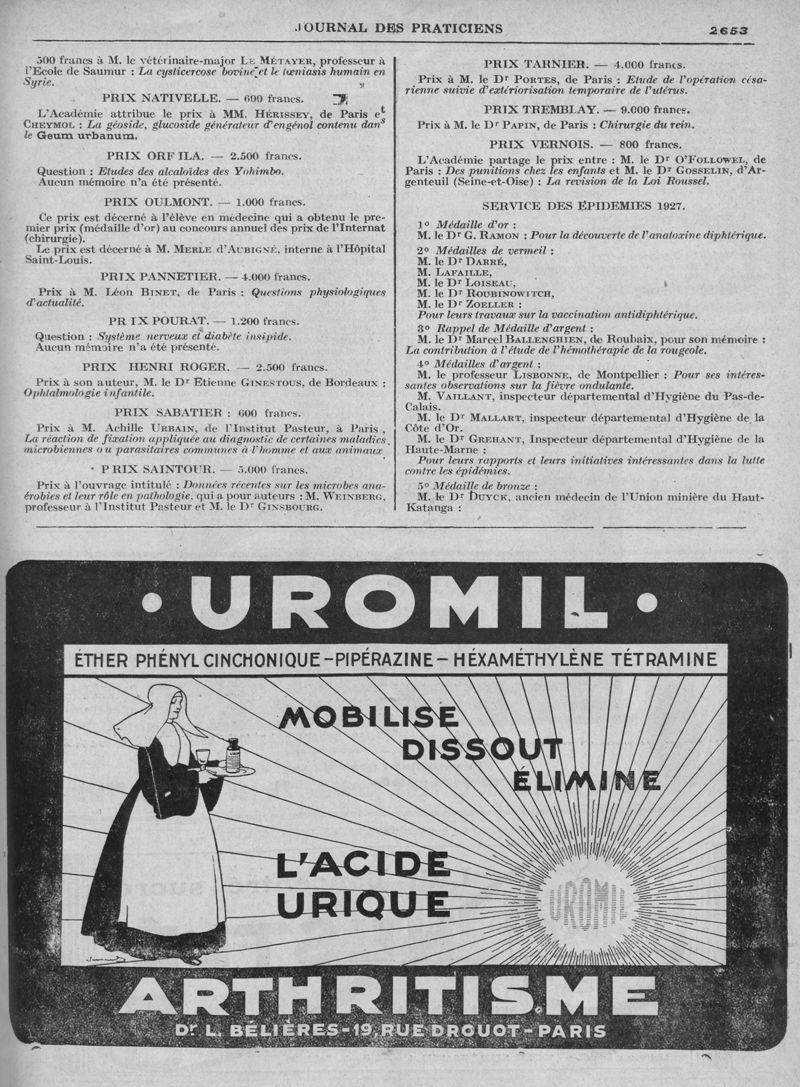 JOURNAL DES PRATICIENS
2653
500 francs à M. le vétérinaire-major Le Métayer, professeur à
l'Ecole de Saumur : La cysticercose bovine et le tæniasis humain en
Syrie.
PRIX NATIVELLE. — 600 francs.
L'Académie attribue le prix à MM. Hérissey, de Paris et
Cheymol : La géoside, glucoside générateur d'engénol contenu dans
le Geum urbanum.
PRIX ORFILA. — 2.500 francs.
Question : Etudes des alcaloïdes des Yohimbo.
Aucun mémoire n'a été présenté.
PRIX OULMONT. — 1.000 francs.
Ce prix est décerné à l'élève en médecine qui a obtenu le pre-
mier prix (médaille d'or) au concours annuel des prix de l'Internat
(chirurgie).
Le prix est décerné à M. Merle d'Aubigné, interne à l'Hôpital
Saint-Louis.
PRIX PANNETIER. — 4.000 francs.
Prix à M. Léon Binet, de Paris : Questions physiologiques
d'actualité.
PRIX POURAT. — 1.200 francs.
Question : Système nerveux et diabète insipide.
Aucun mémoire n'a été présenté.
PRIX HENRI ROGER. — 2.500 francs.
Prix à son auteur, M. le Dr Etienne Ginestous, de Bordeaux :
Ophtalmologie infantile.
PRIX SABATIER : 600 francs.
Prix à M. Achille Urbain, de l'Institut Pasteur, à Paris,
La réaction de fixation appliquée au diagnostic de certaines maladies
microbiennes ou parasitaires communes à l'homme et aux animaux
PRIX SAINTOUR. — 5.000 francs.
Prix à l'ouvrage intitulé : Données récentes sur les microbes ana-
érobies et leur rôle en pathologie, qui a pour auteurs : M. Weinberg,
professeur à l'Institut Pasteur et M. le Dr Ginsbourg.
PRIX TARNIER. — 4.000 francs.
Prix à M. le Dr Portes, de Paris : Etude de l'opération césa-
rienne suivie d'extériorisation temporaire de l'utérus.
PRIX TREMBLAY. — 9.000 francs.
Prix à M. le Dr Papin, de Paris : Chirurgie du rein.
PRIX VERNOIS. — 800 francs.
L'Académie partage le prix entre : M. le Dr O'Followel, de
Paris : Des punitions chez les enfants et M. le Dr Gosselin, d'Ar-
genteuil (Seine-et-Oise) : La revision de la Loi Roussel.
SERVICE DES ÉPIDEMIES 1927.
1º Médaille d'or :
M. le Dr G. Ramon : Pour la découverte de l'anatoxine diphtérique.
2º Médailles de vermeil :
M. le Dr Darré,
M. Lafaille,
M. le Dr Loiseau,
M. le Dr Roubinowitch,
M. le Dr Zoeller :
Pour leurs travaux sur la vaccination antidiphtérique.
3º Rappel de Médaille d'argent :
M. le Dr Marcel Ballenghien, de Roubaix, pour son mémoire :
La contribution à l'étude de l'hémothérapie de la rougeole.
4º Médailles d'argent :
M. le professeur Lisbonne, de Montpellier : Pour ses intéres-
santes observations sur la fièvre ondulante.
M. Vaillant, inspecteur départemental d'Hygiène du Pas-de-
Calais.
M. le Dr Mallart, inspecteur départemental d'Hygiène de la
Côte d'Or.
M. le Dr Grehant, Inspecteur départemental d'Hygiène de la
Haute-Marne :
Pour leurs rapports et leurs initiatives intéressantes dans la lutte
contre les épidémies.
5º Médaille de bronze :
M. le Dr Duyck, ancien médecin de l'Union minière du Haut-
Katanga :
· UROMIL ·
ÉTHER PHÉNYL CINCHONIQUE – PIPÉRAZINE – HÉXAMÉTHYLÈNE TÉTRAMINE
MOBILISE
DISSOUT
ÉLIMINE
L'ACIDE
URIQUE
UROMIL
ARTHRITISME
Dr L. BÉLIÈRES – 19, RUE DROUOT – PARIS